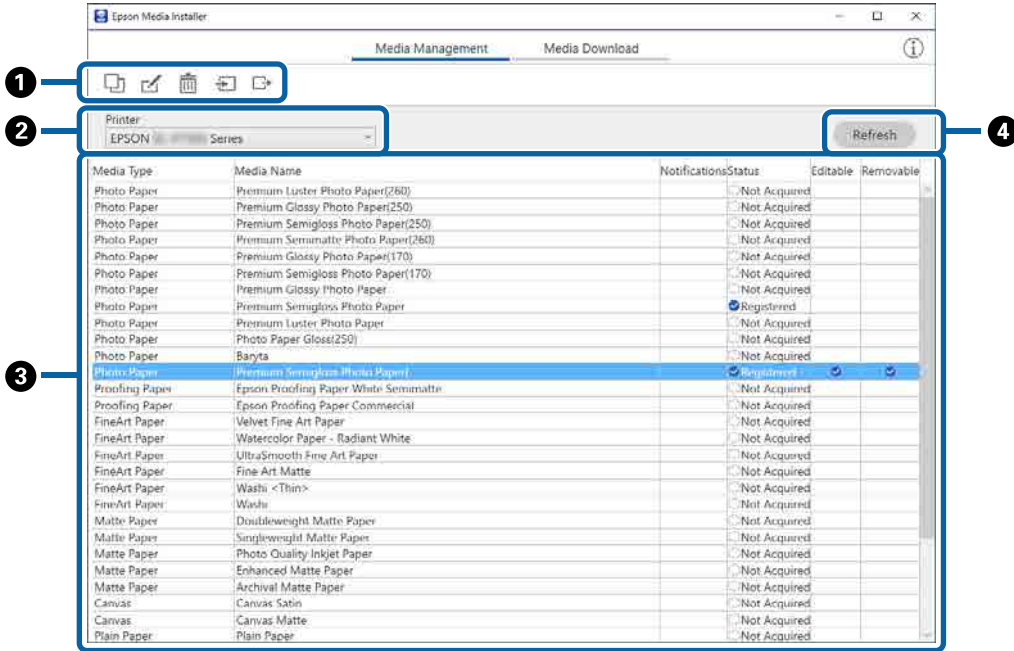 Epson Media Installer
Media Management Media Download
1
2
Printer
EPSON Series
Refresh
4
Media Type Media Name Notifications Status Editable Removable
Photo Paper Premium Luster Photo Paper(260) Not Acquired
Photo Paper Premium Glossy Photo Paper(250) Not Acquired
Photo Paper Premium Semigloss Photo Paper(250) Not Acquired
Photo Paper Premium Semimatte Photo Paper(260) Not Acquired
Photo Paper Premium Glossy Photo Paper(170) Not Acquired
Photo Paper Premium Semigloss Photo Paper(170) Not Acquired
Photo Paper Premium Glossy Photo Paper Not Acquired
Photo Paper Premium Semigloss Photo Paper Registered
Photo Paper Premium Luster Photo Paper Not Acquired
Photo Paper Photo Paper Gloss(250) Not Acquired
Photo Paper Baryta Not Acquired
3
Photo Paper Premium Semigloss Photo Paper Registered
Proofing Paper Epson Proofing Paper White Semimatte Not Acquired
Proofing Paper Epson Proofing Paper Commercial Not Acquired
FineArt Paper Velvet Fine Art Paper Not Acquired
FineArt Paper Watercolor Paper - Radiant White Not Acquired
FineArt Paper UltraSmooth Fine Art Paper Not Acquired
FineArt Paper Fine Art Matte Not Acquired
FineArt Paper Washi <Thin> Not Acquired
FineArt Paper Washi Not Acquired
Matte Paper Doubleweight Matte Paper Not Acquired
Matte Paper Singleweight Matte Paper Not Acquired
Matte Paper Photo Quality Inkjet Paper Not Acquired
Matte Paper Enhanced Matte Paper Not Acquired
Matte Paper Archival Matte Paper Not Acquired
Canvas Canvas Satin Not Acquired
Canvas Canvas Matte Not Acquired
Plain Paper Plain Paper Not Acquired